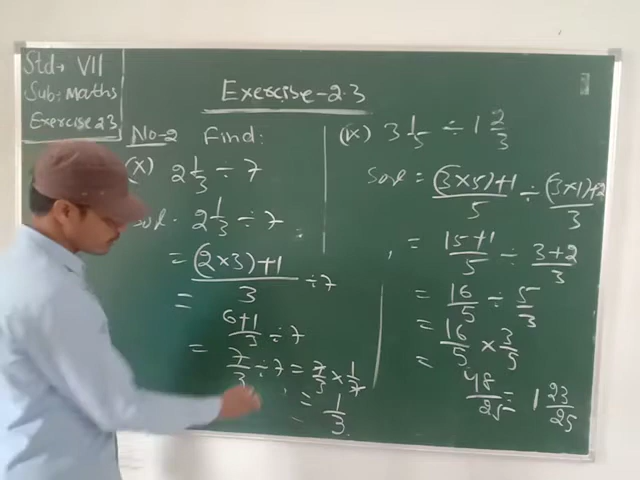 Std → VII
Sub: Maths
Exercise 2.3
Exercise - 2.3
No-2 Find:
(x) 2 1/3 ÷ 7
Sol. 2 1/3 ÷ 7
= (2×3)+1 / 3 ÷ 7
= 6+1 / 3 ÷ 7
= 7/3 ÷ 7 = 7/3 × 1/7
= 1/3
3 1/5 ÷ 1 2/3
Sol = (3×5)+1 / 5 ÷ (3×1)+2 / 3
= 15+1 / 5 ÷ 3+2 / 3
= 16/5 ÷ 5/3
= 16/5 × 3/5
= 48/25 = 1 23/25